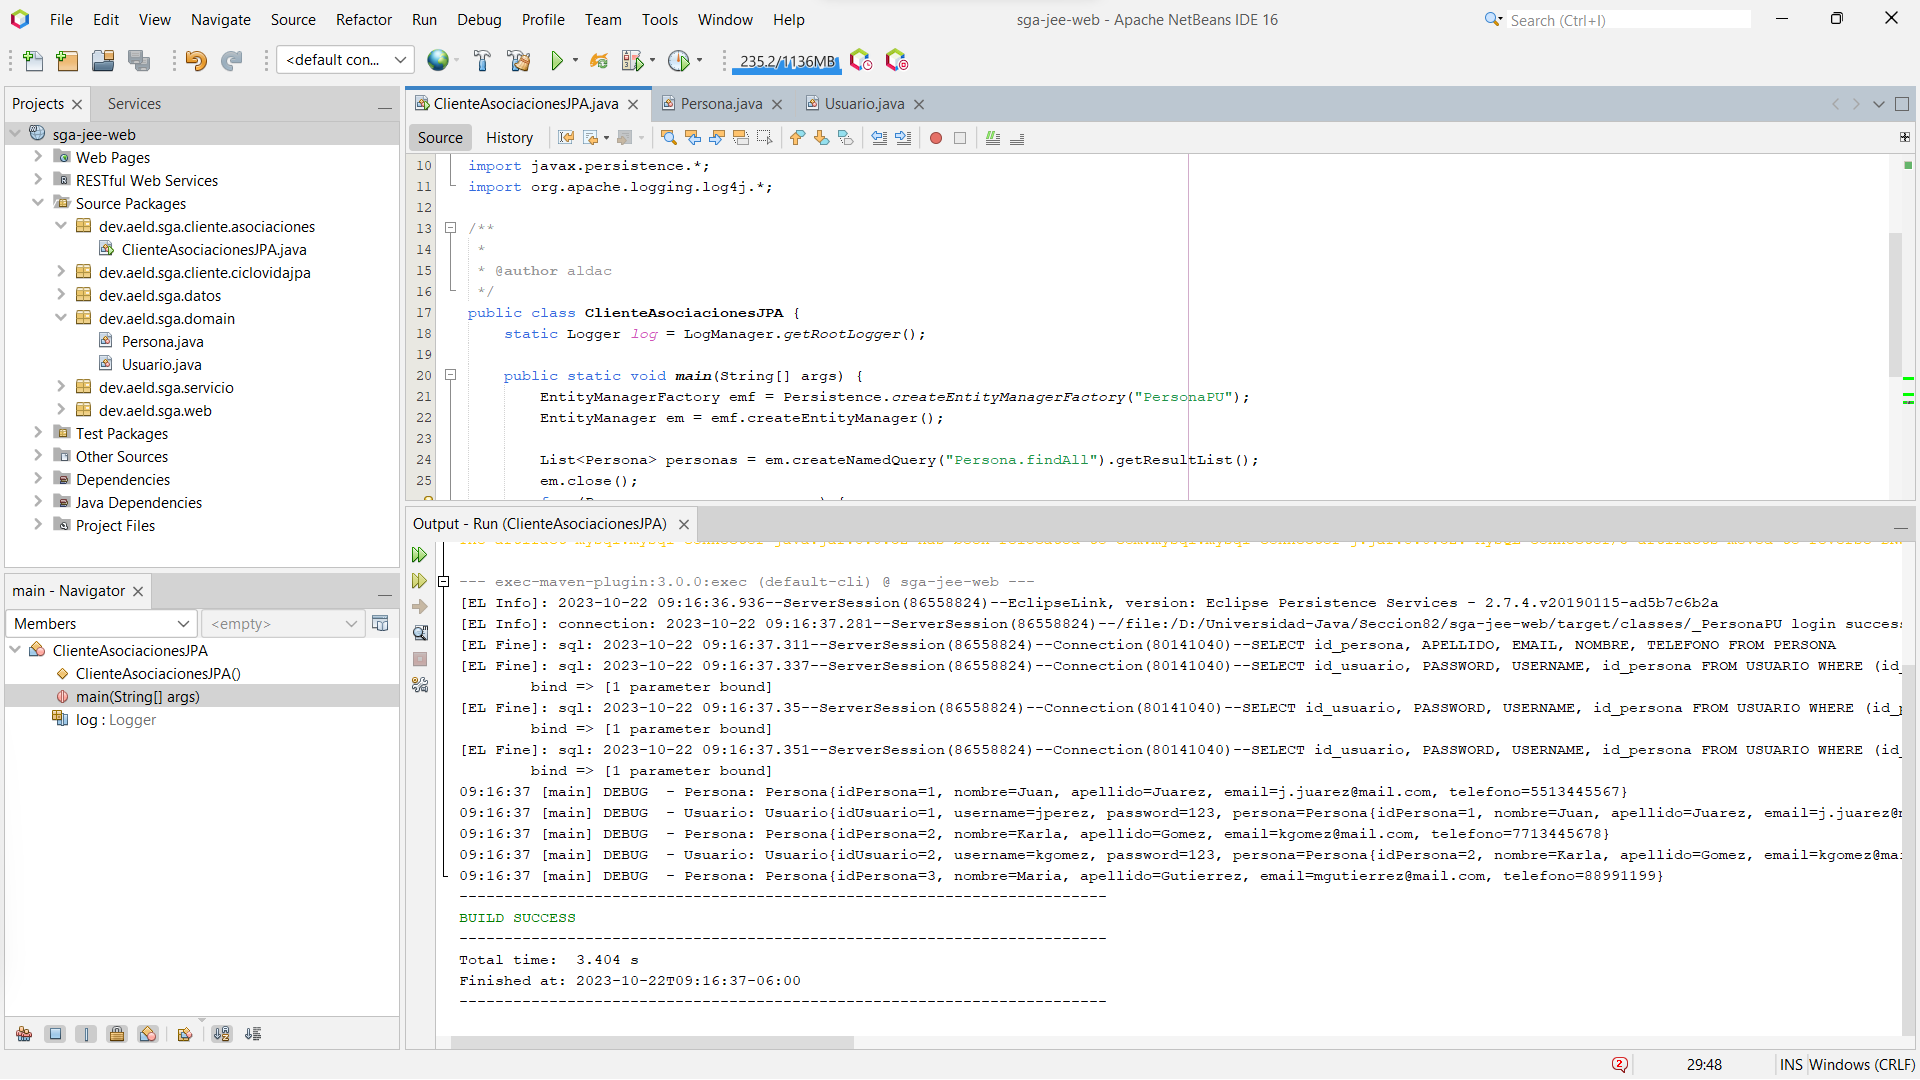 File Edit View Navigate Source Refactor Run Debug Profile Team Tools Window Help
sga-jee-web - Apache NetBeans IDE 16
Search (Ctrl+I)
<default con...
235.2/1136MB
Projects
Services
sga-jee-web
Web Pages
RESTful Web Services
Source Packages
dev.aeld.sga.cliente.asociaciones
ClienteAsociacionesJPA.java
dev.aeld.sga.cliente.ciclovidajpa
dev.aeld.sga.datos
dev.aeld.sga.domain
Persona.java
Usuario.java
dev.aeld.sga.servicio
dev.aeld.sga.web
Test Packages
Other Sources
Dependencies
Java Dependencies
Project Files
main - Navigator
Members
<empty>
ClienteAsociacionesJPA
ClienteAsociacionesJPA()
main(String[] args)
log : Logger
ClienteAsociacionesJPA.java
Persona.java
Usuario.java
Source History
10 import javax.persistence.*;
11 import org.apache.logging.log4j.*;
12
13 /**
14 *
15 * @author aldac
16 */
17 public class ClienteAsociacionesJPA {
18 static Logger log = LogManager.getRootLogger();
19
20 public static void main(String[] args) {
21 EntityManagerFactory emf = Persistence.createEntityManagerFactory("PersonaPU");
22 EntityManager em = emf.createEntityManager();
23
24 List<Persona> personas = em.createNamedQuery("Persona.findAll").getResultList();
25 em.close();
Output - Run (ClienteAsociacionesJPA)
--- exec-maven-plugin:3.0.0:exec (default-cli) @ sga-jee-web ---
[EL Info]: 2023-10-22 09:16:36.936--ServerSession(86558824)--EclipseLink, version: Eclipse Persistence Services - 2.7.4.v20190115-ad5b7c6b2a
[EL Info]: connection: 2023-10-22 09:16:37.281--ServerSession(86558824)--/file:/D:/Universidad-Java/Seccion82/sga-jee-web/target/classes/_PersonaPU login succes
[EL Fine]: sql: 2023-10-22 09:16:37.311--ServerSession(86558824)--Connection(80141040)--SELECT id_persona, APELLIDO, EMAIL, NOMBRE, TELEFONO FROM PERSONA
[EL Fine]: sql: 2023-10-22 09:16:37.337--ServerSession(86558824)--Connection(80141040)--SELECT id_usuario, PASSWORD, USERNAME, id_persona FROM USUARIO WHERE (id_
bind => [1 parameter bound]
[EL Fine]: sql: 2023-10-22 09:16:37.35--ServerSession(86558824)--Connection(80141040)--SELECT id_usuario, PASSWORD, USERNAME, id_persona FROM USUARIO WHERE (id_
bind => [1 parameter bound]
[EL Fine]: sql: 2023-10-22 09:16:37.351--ServerSession(86558824)--Connection(80141040)--SELECT id_usuario, PASSWORD, USERNAME, id_persona FROM USUARIO WHERE (id_
bind => [1 parameter bound]
09:16:37 [main] DEBUG - Persona: Persona{idPersona=1, nombre=Juan, apellido=Juarez, email=j.juarez@mail.com, telefono=5513445567}
09:16:37 [main] DEBUG - Usuario: Usuario{idUsuario=1, username=jperez, password=123, persona=Persona{idPersona=1, nombre=Juan, apellido=Juarez, email=j.juarez@
09:16:37 [main] DEBUG - Persona: Persona{idPersona=2, nombre=Karla, apellido=Gomez, email=kgomez@mail.com, telefono=7713445678}
09:16:37 [main] DEBUG - Usuario: Usuario{idUsuario=2, username=kgomez, password=123, persona=Persona{idPersona=2, nombre=Karla, apellido=Gomez, email=kgomez@ma
09:16:37 [main] DEBUG - Persona: Persona{idPersona=3, nombre=Maria, apellido=Gutierrez, email=mgutierrez@mail.com, telefono=88991199}
------------------------------------------------------------------------
BUILD SUCCESS
------------------------------------------------------------------------
Total time: 3.404 s
Finished at: 2023-10-22T09:16:37-06:00
------------------------------------------------------------------------
2
29:48
INS
Windows (CRLF)